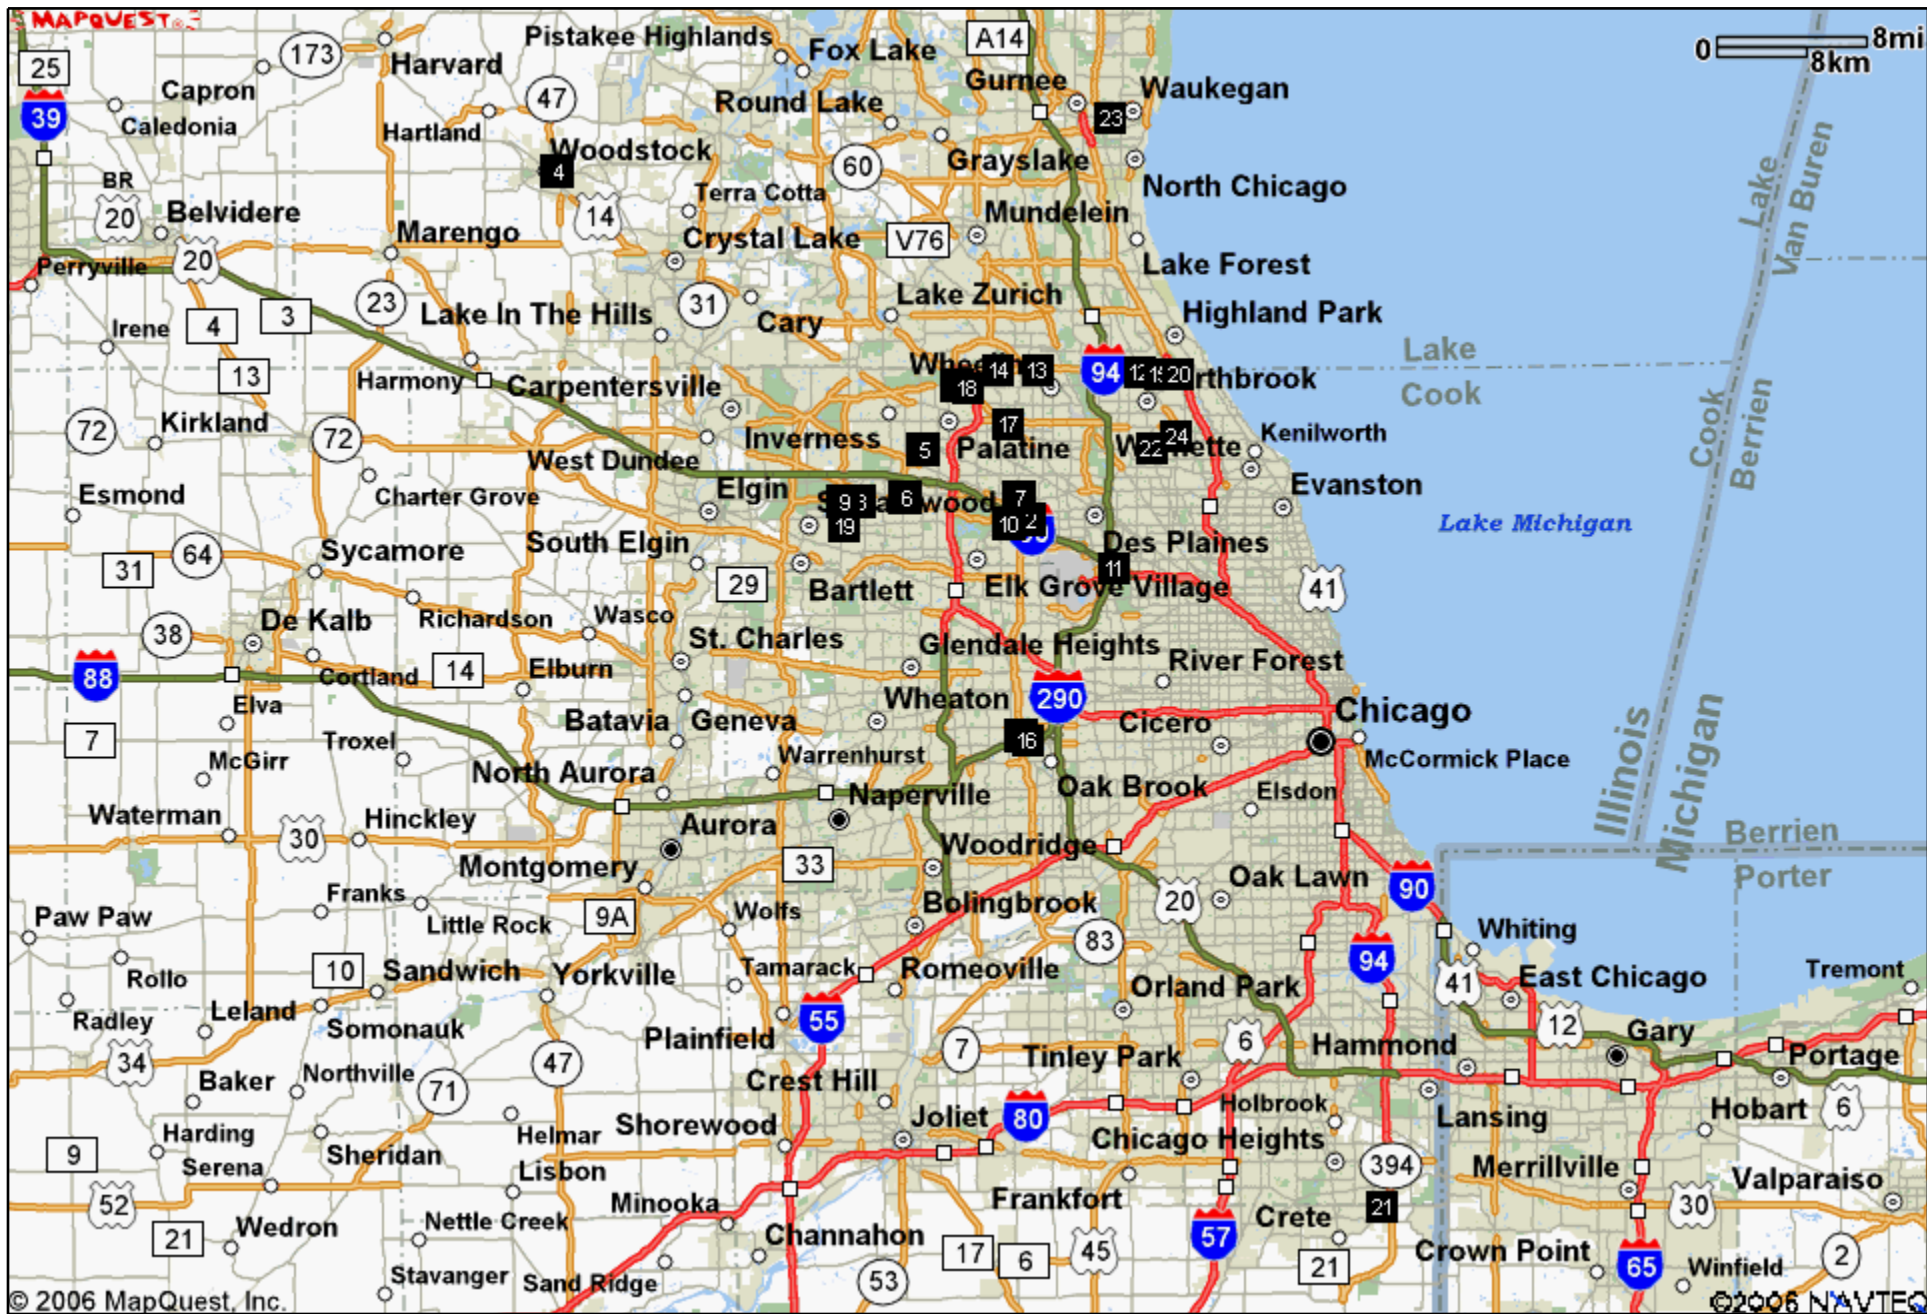 MAPQUEST
25
173
Harvard
Pistakee Highlands
Fox Lake
A14
Gurnee
Waukegan
0
8mi
8km
39
Capron
Caledonia
47
Hartland
Round Lake
23
Woodstock
4
60
Grayslake
North Chicago
Lake
Van Buren
BR
20
Belvidere
Terra Cotta
14
Mundelein
Marengo
Crystal Lake
V76
Perryville
20
Lake Forest
23
31
Lake Zurich
Highland Park
Irene
4
3
Lake In The Hills
Cary
13
Harmony
Carpentersville
14
13
94
20
18
Lake
Cook
72
Kirkland
72
Inverness
5
Palatine
17
22
24
Kenilworth
Cook
Berrien
West Dundee
Esmond
Charter Grove
Elgin
9
6
7
19
10
2
Evanston
Lake Michigan
31
64
Sycamore
South Elgin
Des Plaines
11
29
Bartlett
Elk Grove Village
41
38
De Kalb
Richardson
Wasco
St. Charles
Glendale Heights
River Forest
88
Cortland
14
Elburn
290
Elva
Wheaton
Batavia
Geneva
Cicero
Chicago
7
McGirr
Troxel
Warrenhurst
16
McCormick Place
Illinois
Michigan
North Aurora
Naperville
Oak Brook
Elsdon
Waterman
30
Hinckley
Aurora
Woodridge
Berrien
Porter
Montgomery
33
Oak Lawn
90
Paw Paw
Franks
Little Rock
9A
Wolfs
Bolingbrook
20
83
Whiting
Rollo
10
Sandwich
Yorkville
Tamarack
Romeoville
94
41
East Chicago
Tremont
Radley
Leland
Somonauk
Orland Park
55
Plainfield
34
47
7
Tinley Park
6
Hammond
12
Gary
Portage
Baker
Northville
71
Crest Hill
80
Holbrook
Lansing
Hobart
6
9
Harding
Serena
Sheridan
Helmar
Shorewood
Joliet
Chicago Heights
394
Merrillville
Valparaiso
52
Lisbon
Minooka
Frankfort
21
30
21
Wedron
Nettle Creek
Channahon
57
Crete
Crown Point
Stavanger
Sand Ridge
53
17
6
45
21
65
Winfield
2
© 2006 MapQuest, Inc.
©2006 NAVTEQ